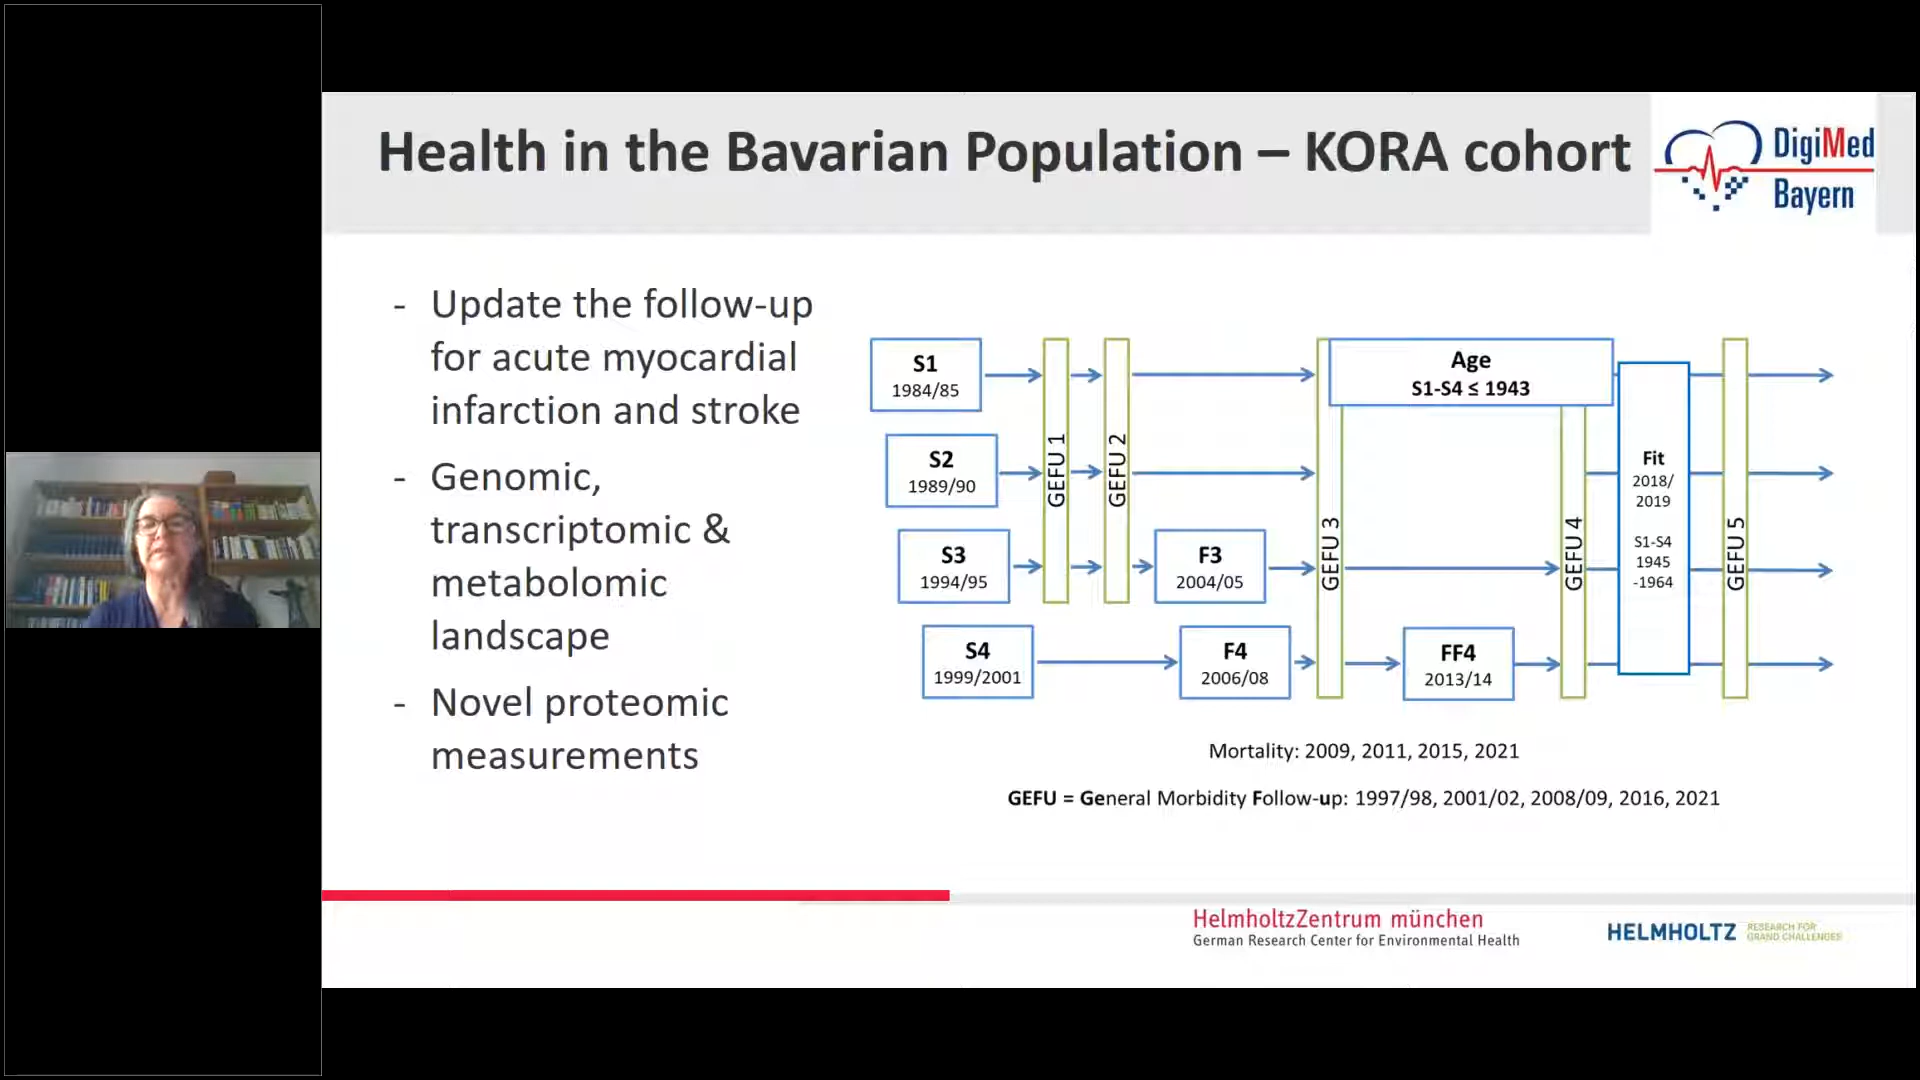 Health in the Bavarian Population – KORA cohort
DigiMed
Bayern
- Update the follow-up
for acute myocardial
infarction and stroke
- Genomic,
transcriptomic &
metabolomic
landscape
- Novel proteomic
measurements
S1
1984/85
S2
1989/90
S3
1994/95
S4
1999/2001
GEFU 1
GEFU 2
F3
2004/05
F4
2006/08
GEFU 3
Age
S1-S4 ≤ 1943
FF4
2013/14
GEFU 4
Fit
2018/
2019
S1-S4
1945
-1964
GEFU 5
Mortality: 2009, 2011, 2015, 2021
GEFU = General Morbidity Follow-up: 1997/98, 2001/02, 2008/09, 2016, 2021
HelmholtzZentrum münchen
German Research Center for Environmental Health
HELMHOLTZ
RESEARCH FOR
GRAND CHALLENGES